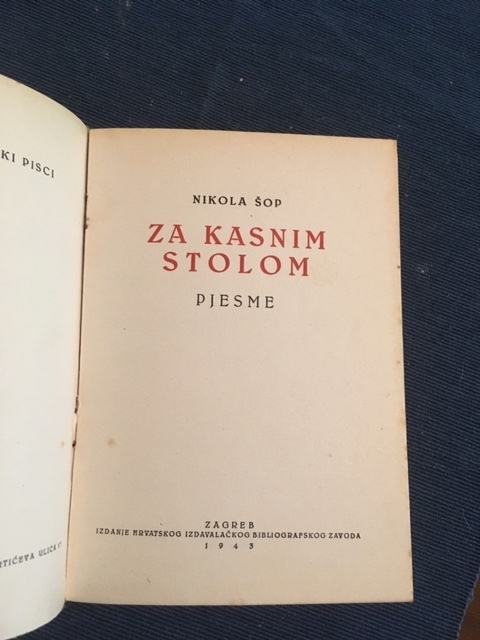 KI PISCI
NIKOLA ŠOP
ZA KASNIM
STOLOM
PJESME
ZAGREB
IZDANJE HRVATSKOG IZDAVALAČKOG BIBLIOGRAFSKOG ZAVODA
1943
TIĆEVA ULICA